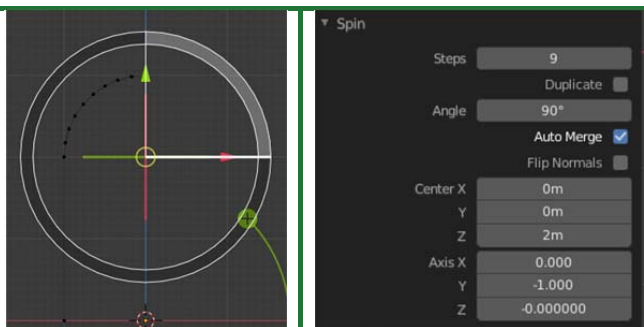 Spin
Steps 9
Duplicate
Angle 90°
Auto Merge
Flip Normals
Center X 0m
Y 0m
Z 2m
Axis X 0.000
Y -1.000
Z -0.000000